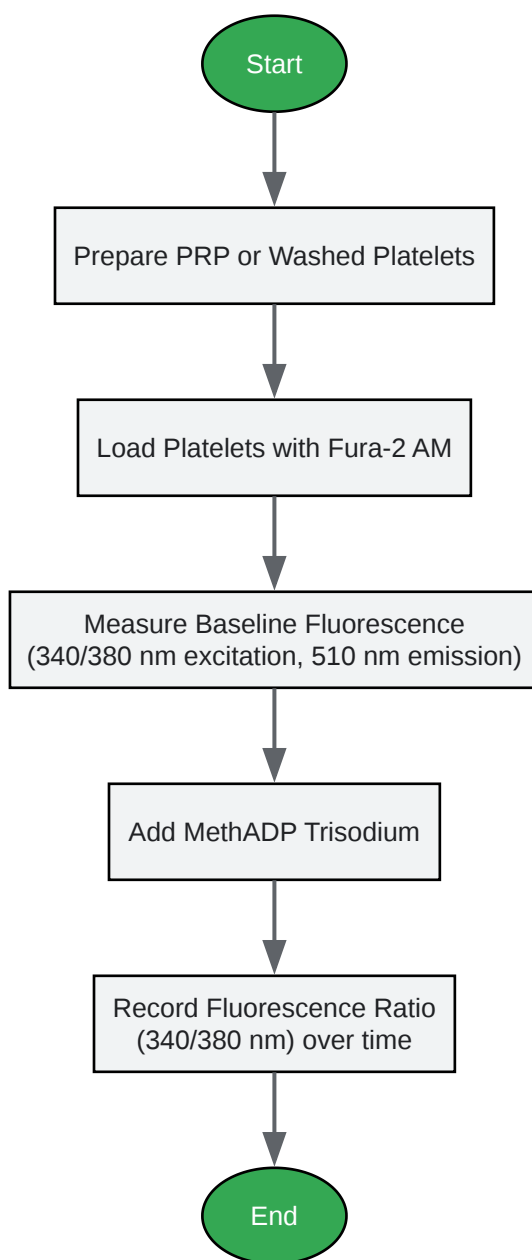 Start
Prepare PRP or Washed Platelets
Load Platelets with Fura-2 AM
Measure Baseline Fluorescence
(340/380 nm excitation, 510 nm emission)
Add MethADP Trisodium
Record Fluorescence Ratio
(340/380 nm) over time
End